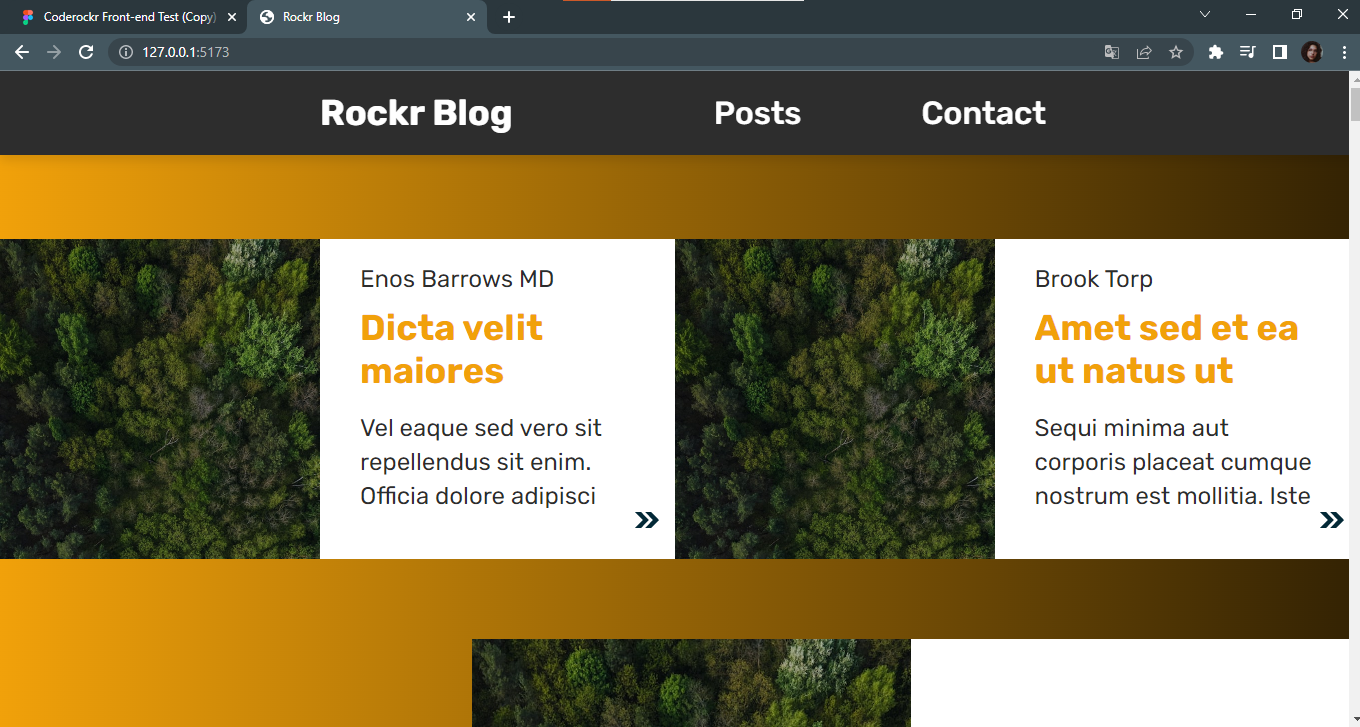 Coderockr Front-end Test (Copy)
Rockr Blog
127.0.0.1:5173
Rockr Blog
Posts
Contact
Enos Barrows MD
Dicta velit
maiores
Vel eaque sed vero sit
repellendus sit enim.
Officia dolore adipisci
Brook Torp
Amet sed et ea
ut natus ut
Sequi minima aut
corporis placeat cumque
nostrum est mollitia. Iste